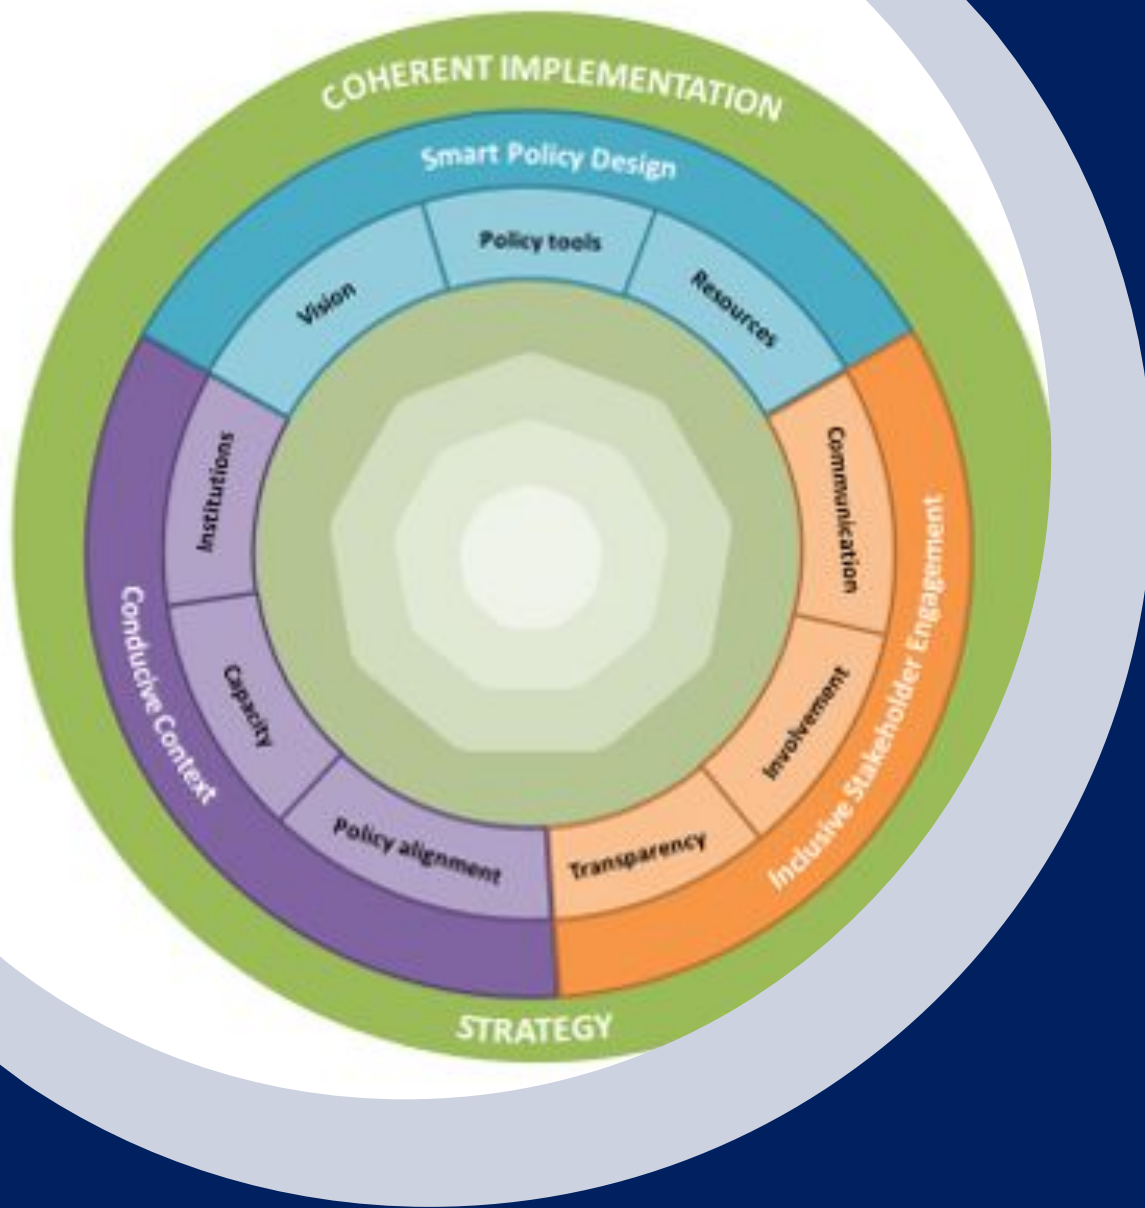 COHERENT IMPLEMENTATION
Smart Policy Design
Policy tools
Vision
Resources
Institutions
Communication
Capacity
Conducive Context
Involvement
Inclusive Stakeholder Engagement
Policy alignment
Transparency
STRATEGY